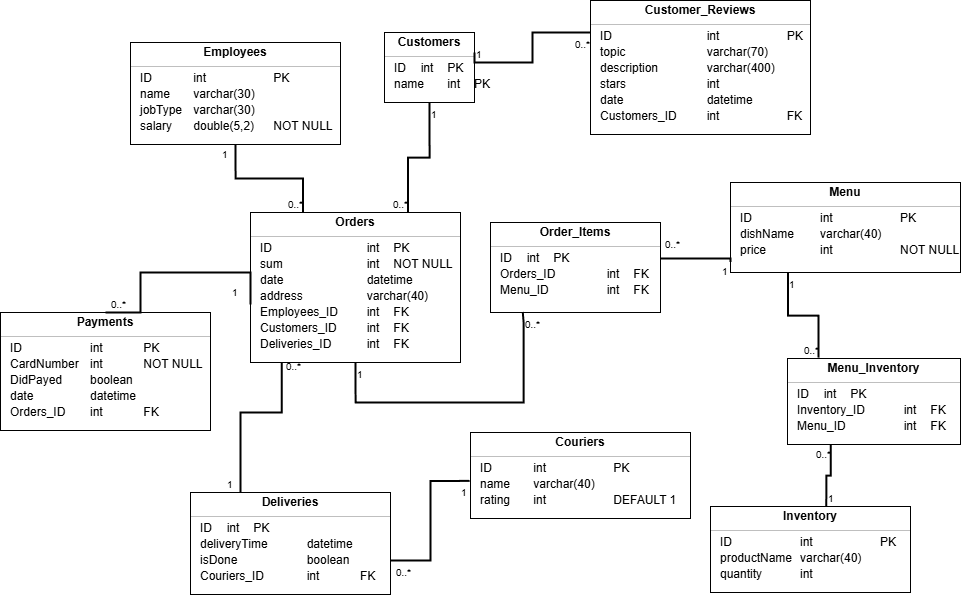 Employees
ID int PK
name varchar(30)
jobType varchar(30)
salary double(5,2) NOT NULL
Customers
ID int PK
name int PK
Customer_Reviews
ID int PK
topic varchar(70)
description varchar(400)
stars int
date datetime
Customers_ID int FK
1
0..*
1
1
0..*
0..*
Orders
ID int PK
sum int NOT NULL
date datetime
address varchar(40)
Employees_ID int FK
Customers_ID int FK
Deliveries_ID int FK
Order_Items
ID int PK
Orders_ID int FK
Menu_ID int FK
Menu
ID int PK
dishName varchar(40)
price int NOT NULL
0..*
1
1
0..*
1
0..*
Payments
ID int PK
CardNumber int NOT NULL
DidPayed boolean
date datetime
Orders_ID int FK
0..*
1
0..*
0..*
Menu_Inventory
ID int PK
Inventory_ID int FK
Menu_ID int FK
Couriers
ID int PK
name varchar(40)
rating int DEFAULT 1
0..*
1
1
1
Deliveries
ID int PK
deliveryTime datetime
isDone boolean
Couriers_ID int FK
0..*
Inventory
ID int PK
productName varchar(40)
quantity int